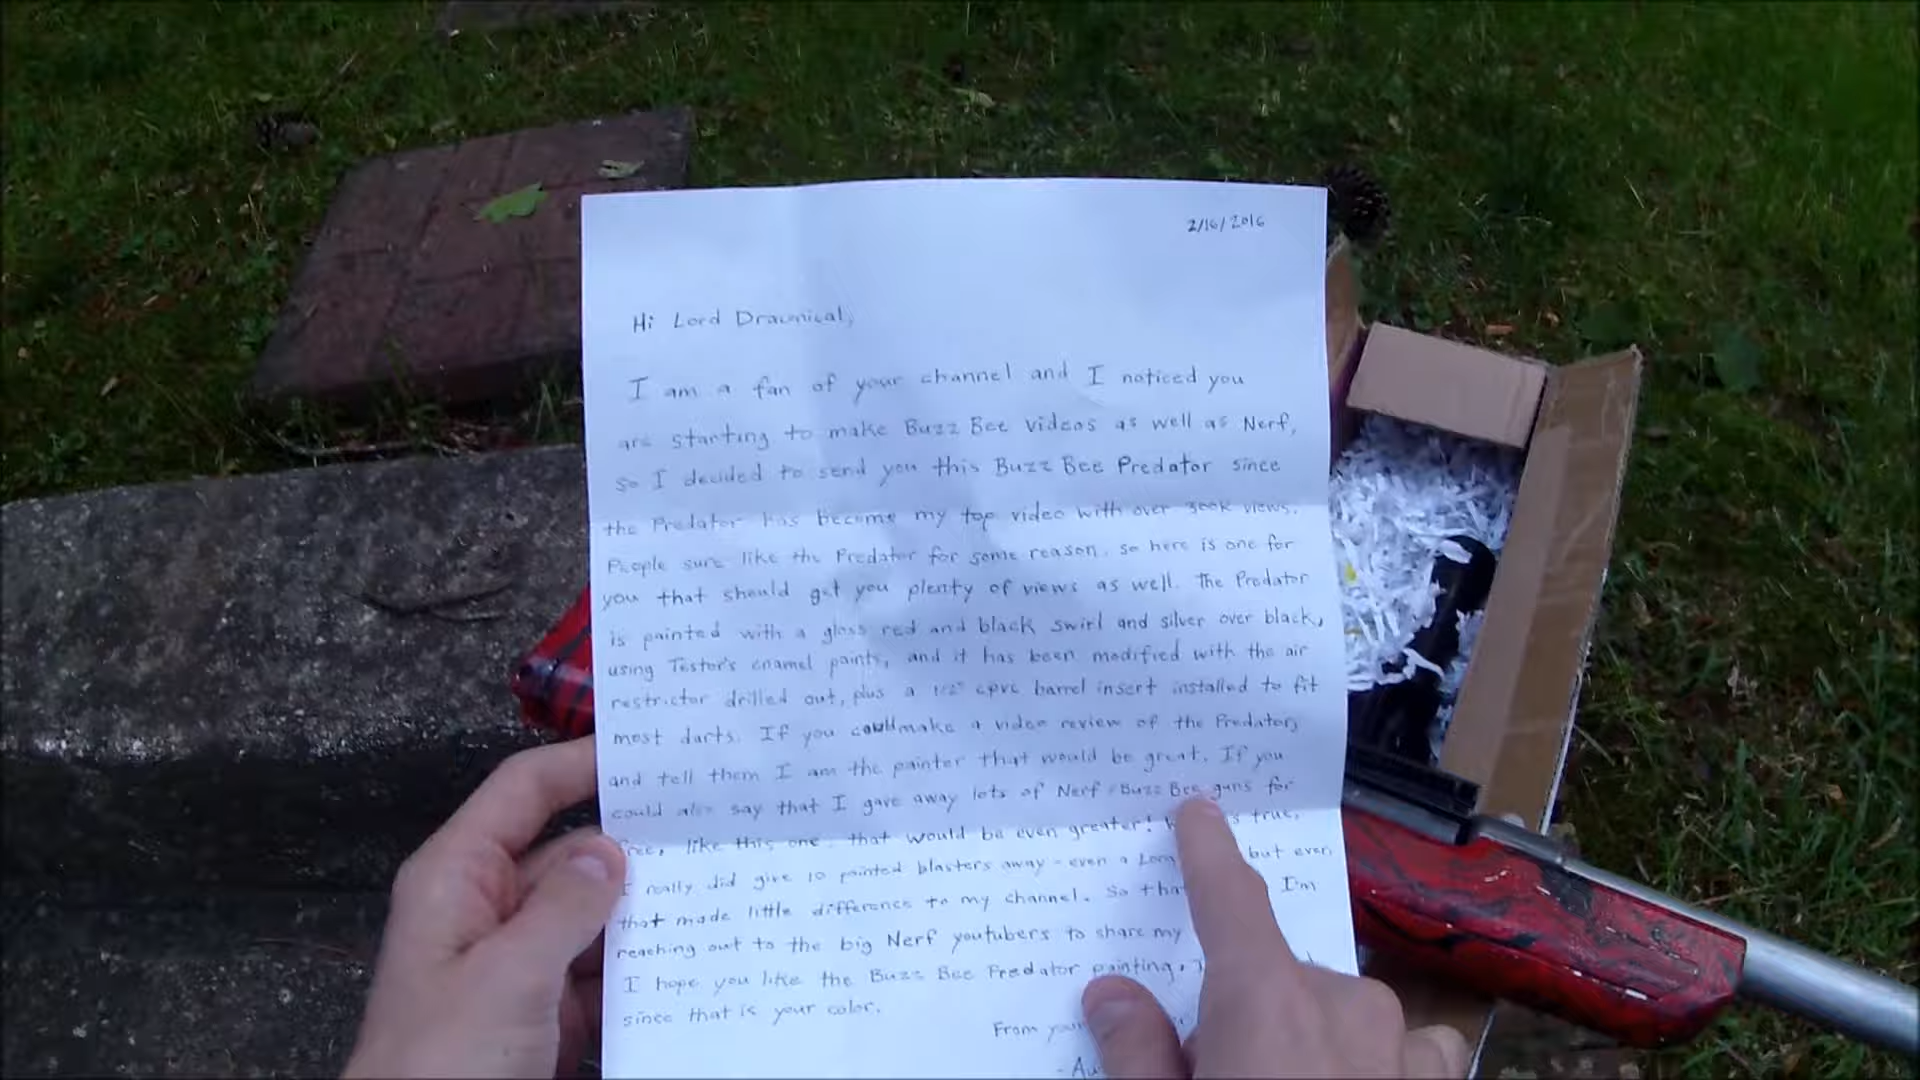 2/16/2016
Hi Lord Draconical,
I am a fan of your channel and I noticed you
are starting to make Buzz Bee videos as well as Nerf,
so I decided to send you this Buzz Bee Predator since
the Predator has become my top video with over 300k views.
People sure like the Predator for some reason, so here is one for
you that should get you plenty of views as well. The Predator
is painted with a gloss red and black swirl and silver over black,
using Testor's enamel paints, and it has been modified with the air
restrictor drilled out, plus a 1/2" cpvc barrel insert installed to fit
most darts. If you could make a video review of the Predator,
and tell them I am the painter that would be great. If you
could also say that I gave away lots of Nerf Buzz Bee guns for
free, like this one, that would be even greater! true,
I really did give 10 painted blasters away - even a but even
that made little difference to my channel. So I'm
reaching out to the big Nerf youtubers to share my
I hope you like the Buzz Bee Predator painting,
since that is your color.
From your